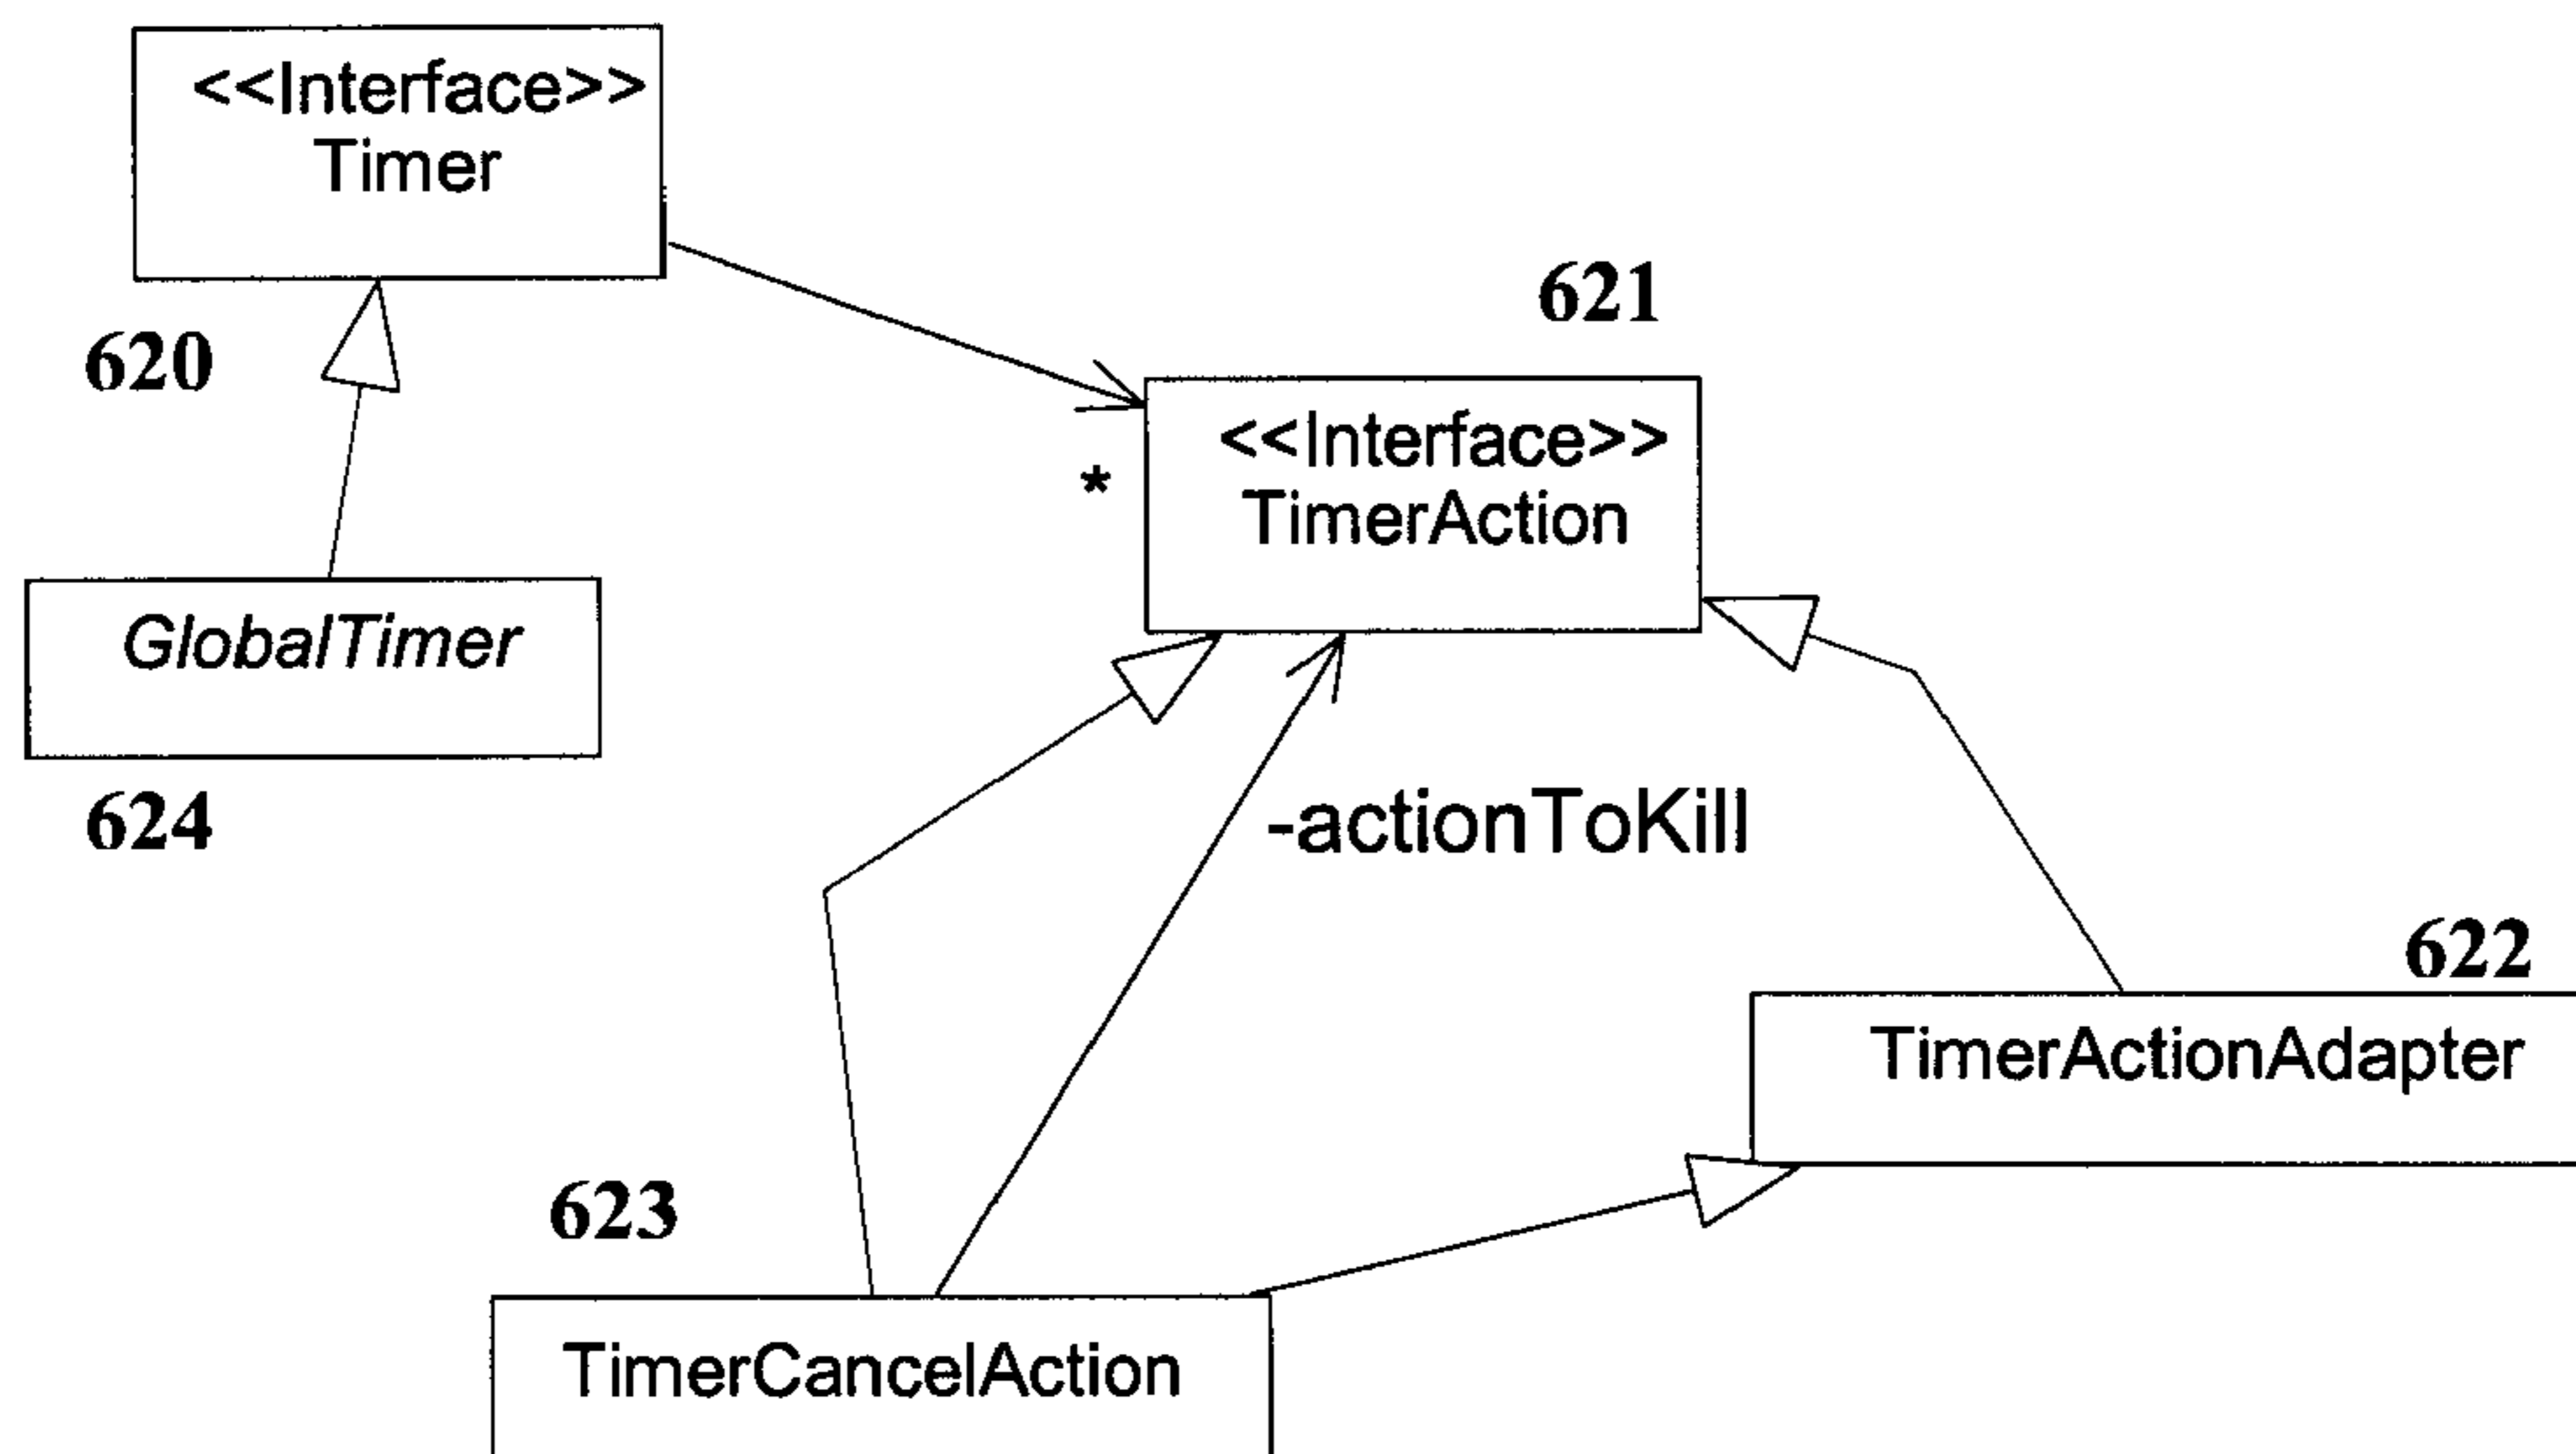 <<Interface>>
Timer
620
621
<<Interface>>
TimerAction
*
GlobalTimer
624
-actionToKill
622
TimerActionAdapter
623
TimerCancelAction